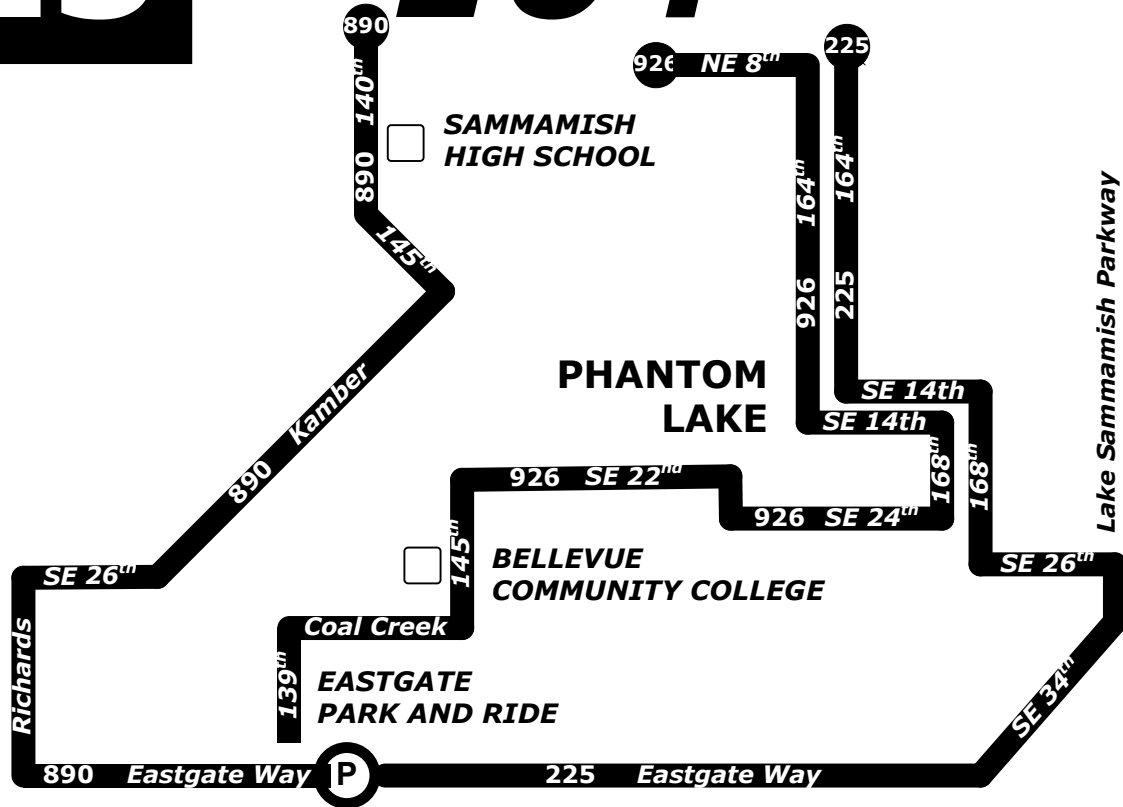 890
225
926 NE 8th
140th
SAMMAMISH
HIGH SCHOOL
890
164th
164th
Lake Sammamish Parkway
145th
926
225
PHANTOM
LAKE
Kamber
SE 14th
SE 14th
890
926 SE 22nd
168th
168th
926 SE 24th
145th
BELLEVUE
COMMUNITY COLLEGE
SE 26th
SE 26th
Coal Creek
Richards
139th
EASTGATE
PARK AND RIDE
SE 34th
890 Eastgate Way
P
225 Eastgate Way